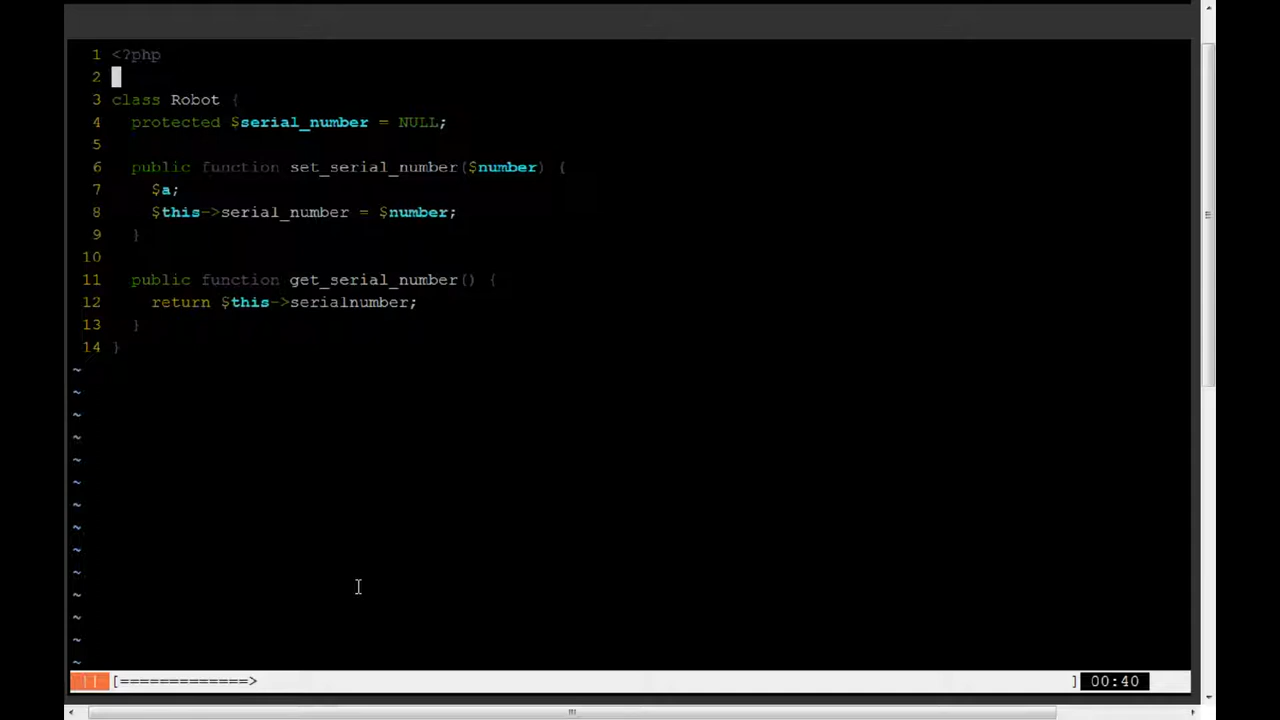 1 <?php
2
3 class Robot {
4   protected $serial_number = NULL;
5
6   public function set_serial_number($number) {
7     $a;
8     $this->serial_number = $number;
9   }
10
11   public function get_serial_number() {
12     return $this->serialnumber;
13   }
14 }
~
~
~
~
~
~
~
~
~
~
~
~
~
~
|| [=============> ] 00:40